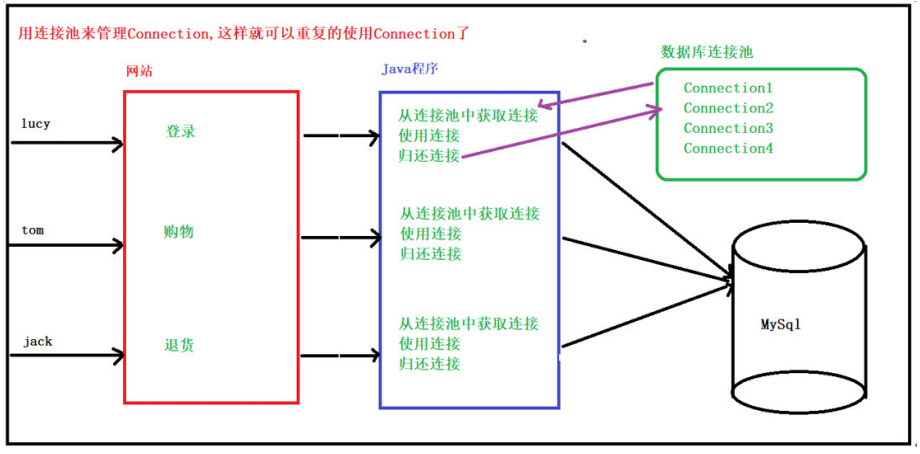 用连接池来管理Connection,这样就可以重复的使用Connection了
网站
Java程序
数据库连接池
Connection1
Connection2
Connection3
Connection4
lucy
登录
从连接池中获取连接
使用连接
归还连接
tom
购物
从连接池中获取连接
使用连接
归还连接
jack
退货
从连接池中获取连接
使用连接
归还连接
MySql